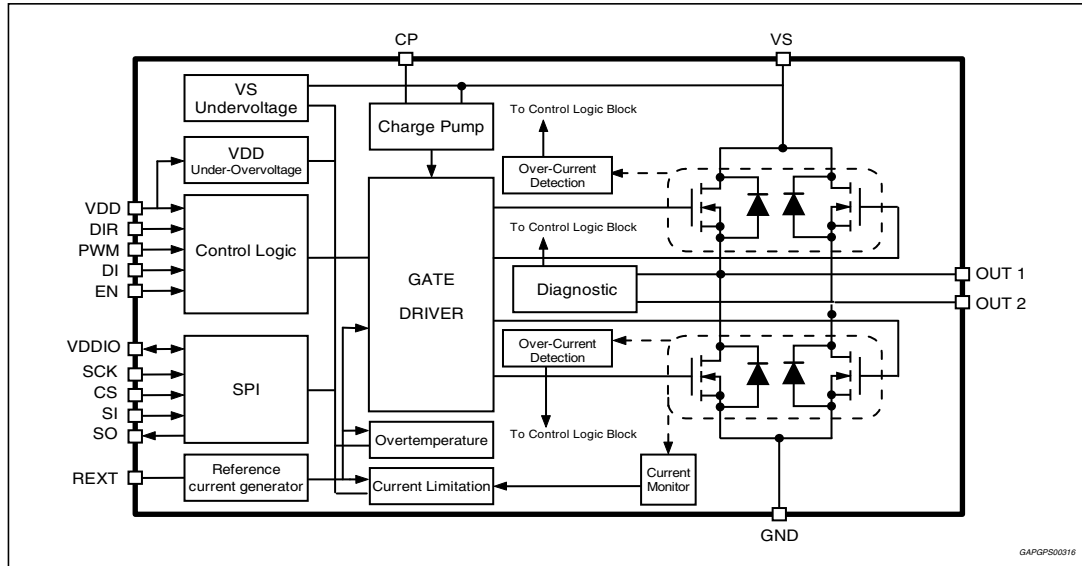 CP
VS
VS
Undervoltage
Charge Pump
To Control Logic Block
VDD
Under-Overvoltage
Over-Current
Detection
VDD
DIR
PWM
DI
EN
Control Logic
GATE
DRIVER
To Control Logic Block
Diagnostic
OUT 1
OUT 2
VDDIO
SCK
CS
SI
SO
SPI
Over-Current
Detection
To Control Logic Block
Overtemperature
REXT
Reference
current generator
Current Limitation
Current
Monitor
GND
GAPGPS00316